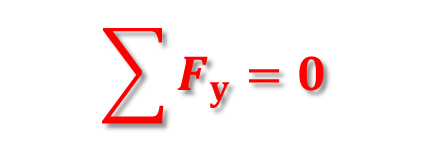 ∑ F_y = 0